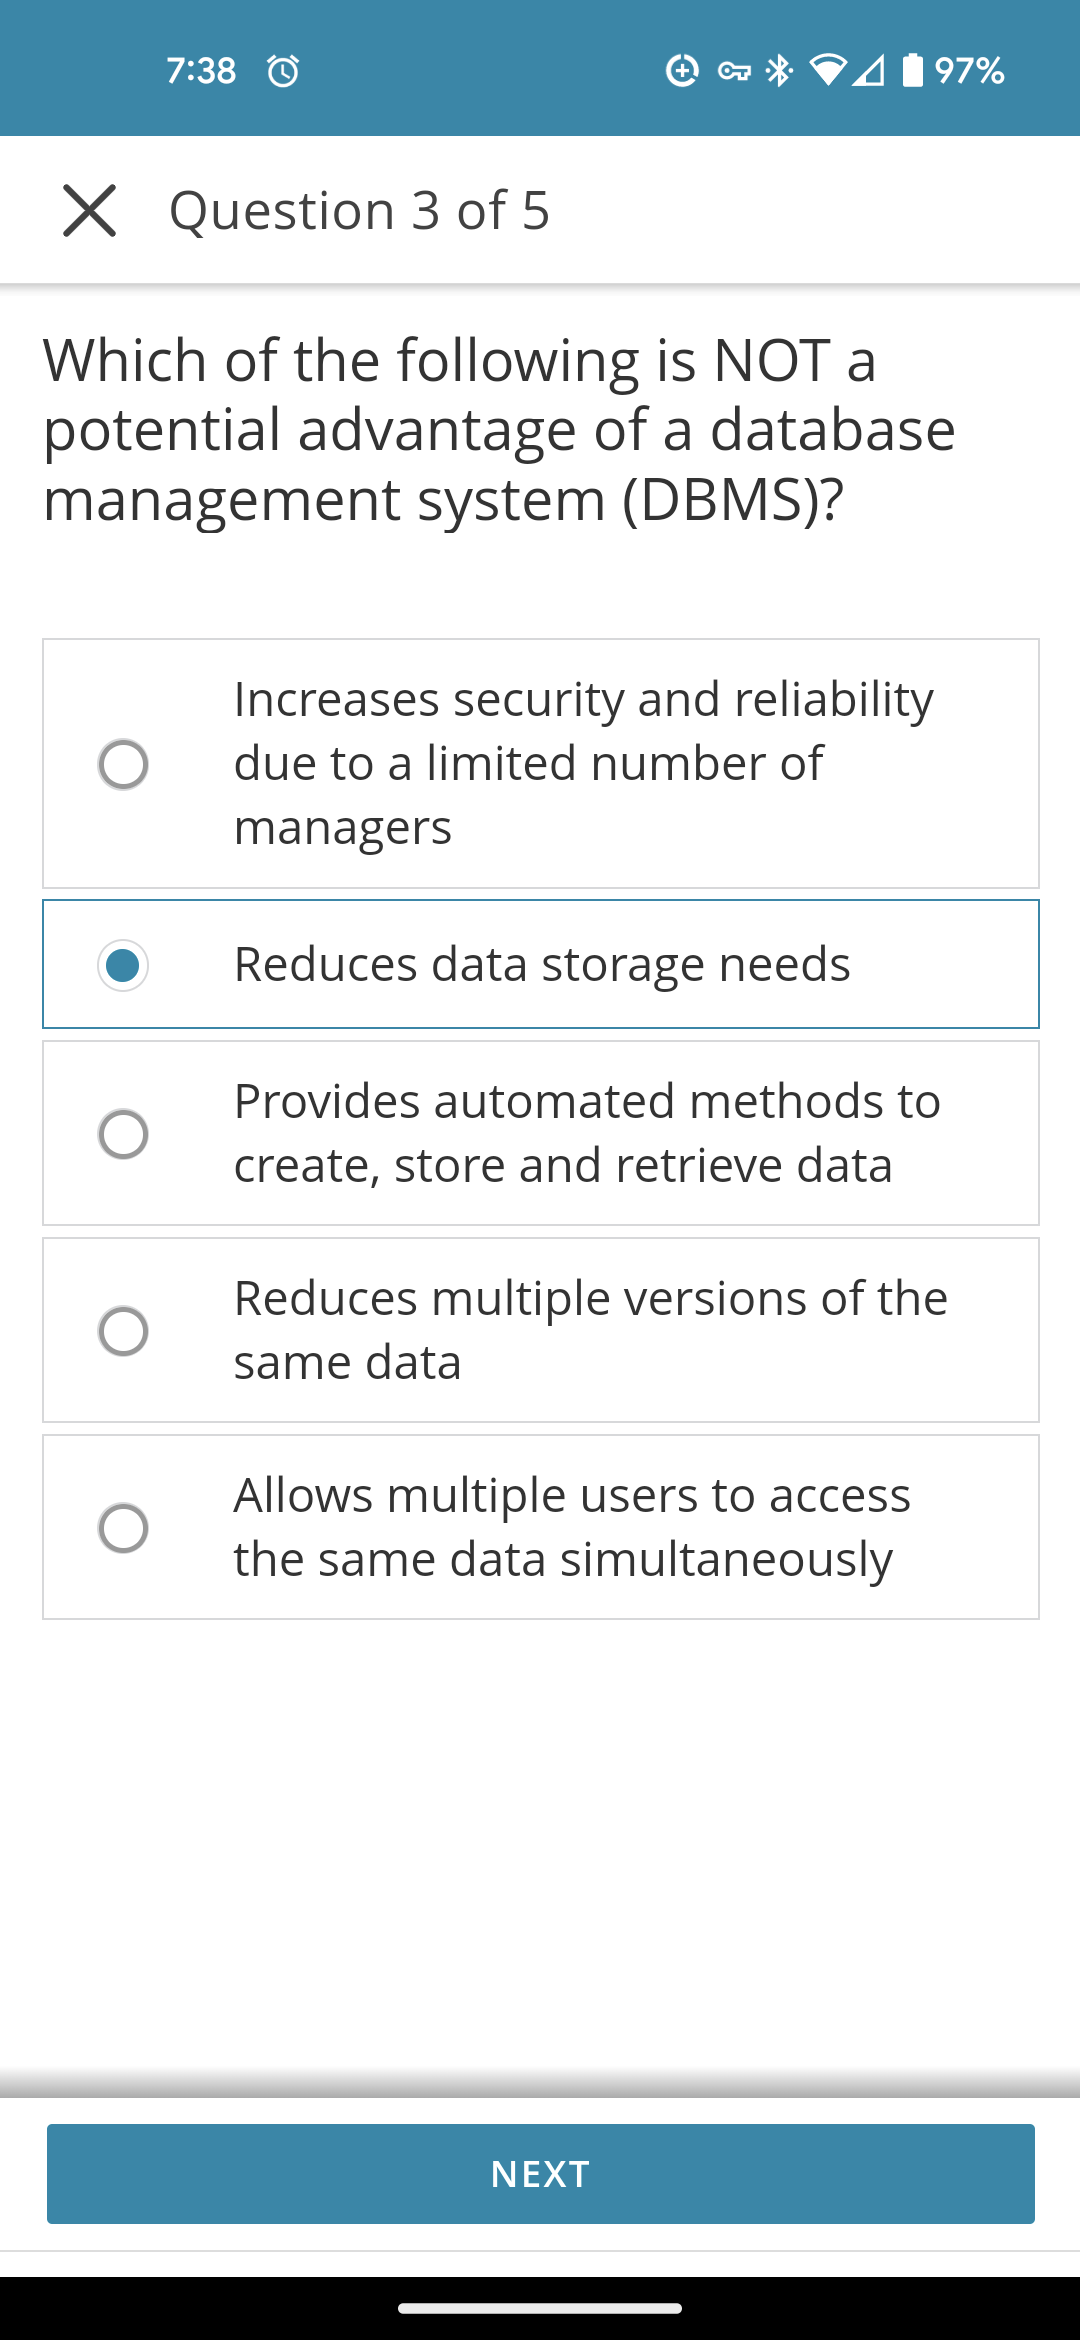 7:38
97%
Question 3 of 5
Which of the following is NOT a
potential advantage of a database
management system (DBMS)?
Increases security and reliability
due to a limited number of
managers
Reduces data storage needs
Provides automated methods to
create, store and retrieve data
Reduces multiple versions of the
same data
Allows multiple users to access
the same data simultaneously
NEXT